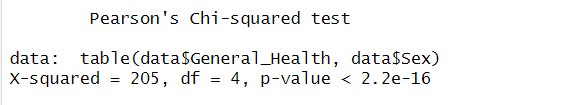 Pearson's Chi-squared test
data:  table(data$General_Health, data$Sex)
X-squared = 205, df = 4, p-value < 2.2e-16